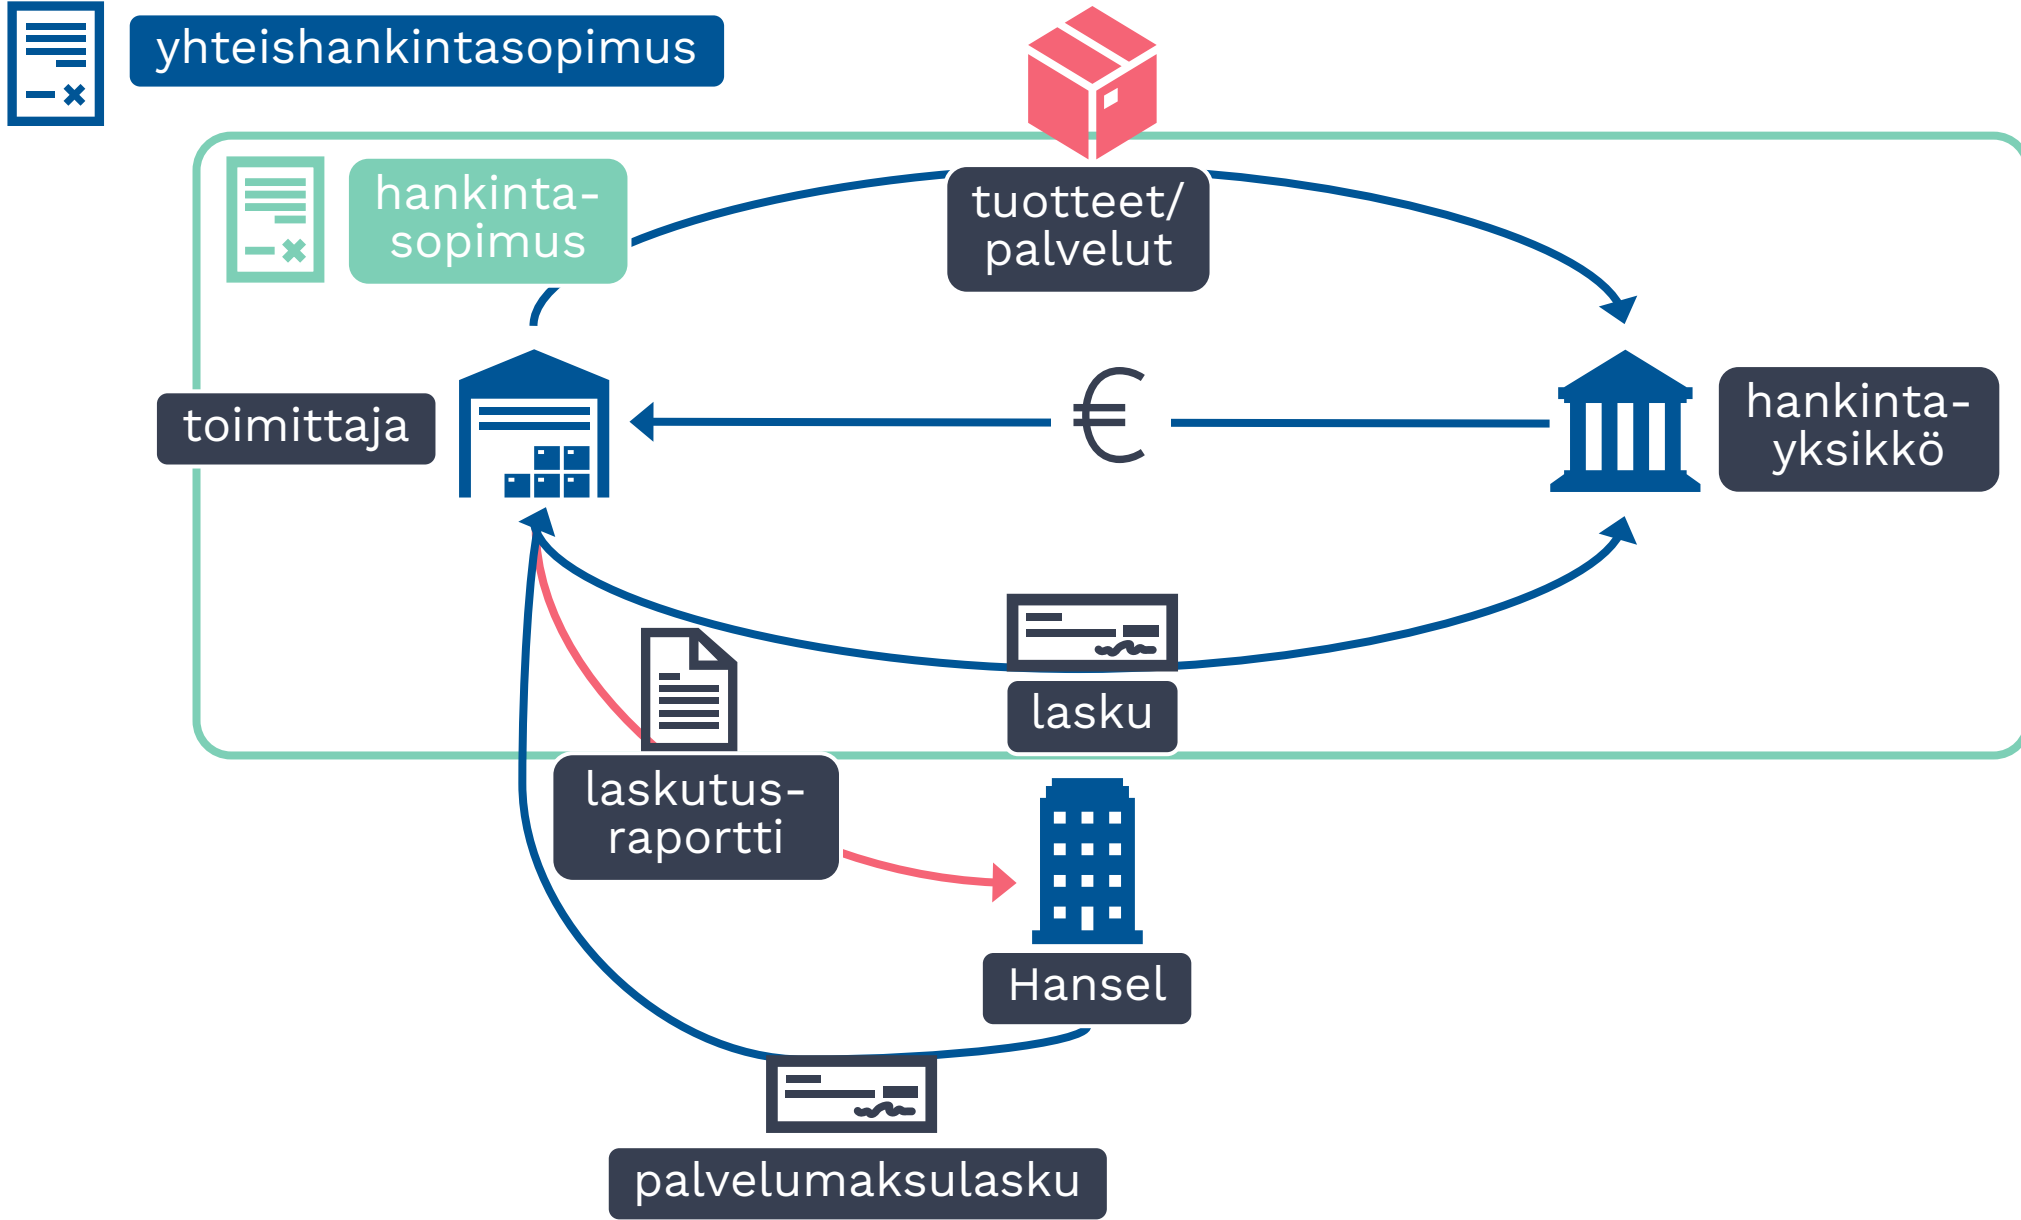 yhteishankintasopimus
hankinta-
sopimus
tuotteet/
palvelut
toimittaja
€
hankinta-
yksikkö
lasku
laskutus-
raportti
Hansel
palvelumaksulasku